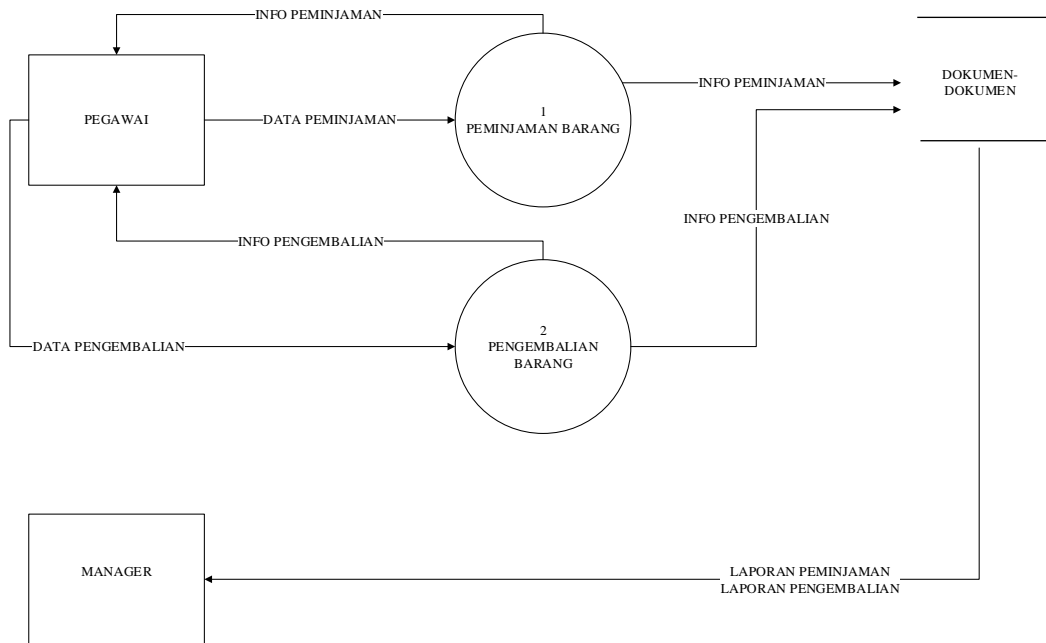 INFO PEMINJAMAN
PEGAWAI
DATA PEMINJAMAN
1
PEMINJAMAN BARANG
INFO PEMINJAMAN
DOKUMEN-
DOKUMEN
INFO PENGEMBALIAN
INFO PENGEMBALIAN
DATA PENGEMBALIAN
2
PENGEMBALIAN
BARANG
MANAGER
LAPORAN PEMINJAMAN
LAPORAN PENGEMBALIAN